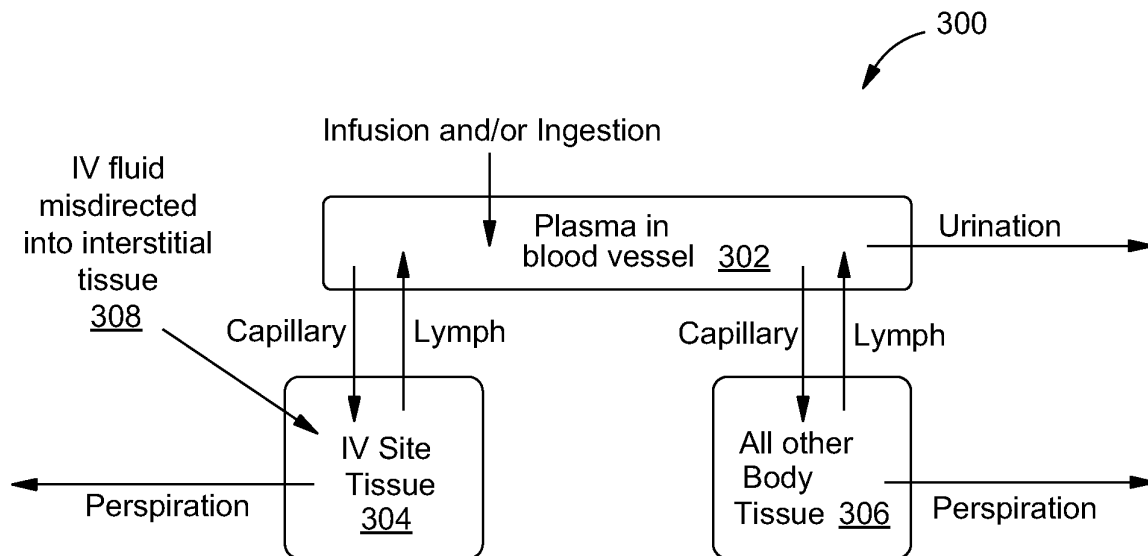 300
Infusion and/or Ingestion
IV fluid
misdirected
into interstitial
tissue
308
Plasma in
blood vessel 302
Urination
Capillary
Lymph
Capillary
Lymph
IV Site
Tissue
304
All other
Body
Tissue 306
Perspiration
Perspiration